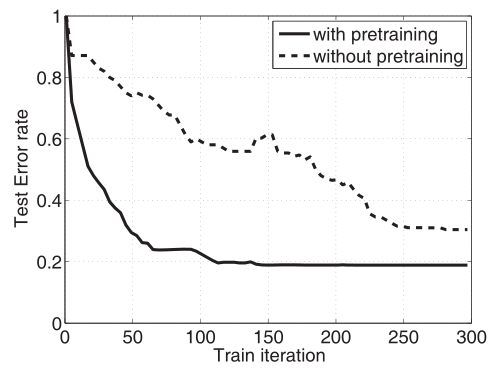 1
with pretraining
without pretraining
0.8
0.6
0.4
0.2
0
Test Error rate
0 50 100 150 200 250 300
Train iteration